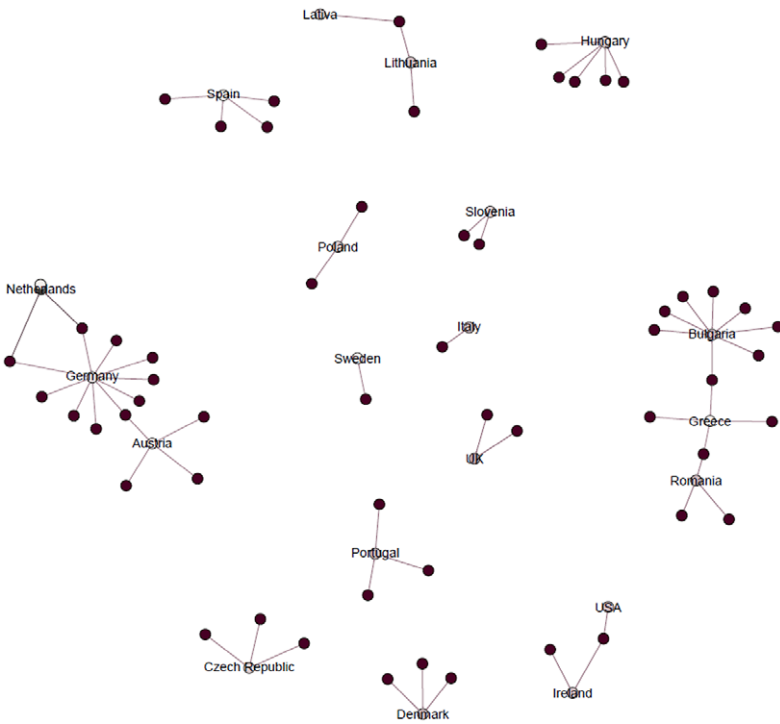 Lativa
Lithuania
Hungary
Spain
Slovenia
Poland
Netherlands
Italy
Bulgaria
Sweden
Germany
Greece
Austria
UK
Romania
Portugal
USA
Czech Republic
Ireland
Denmark